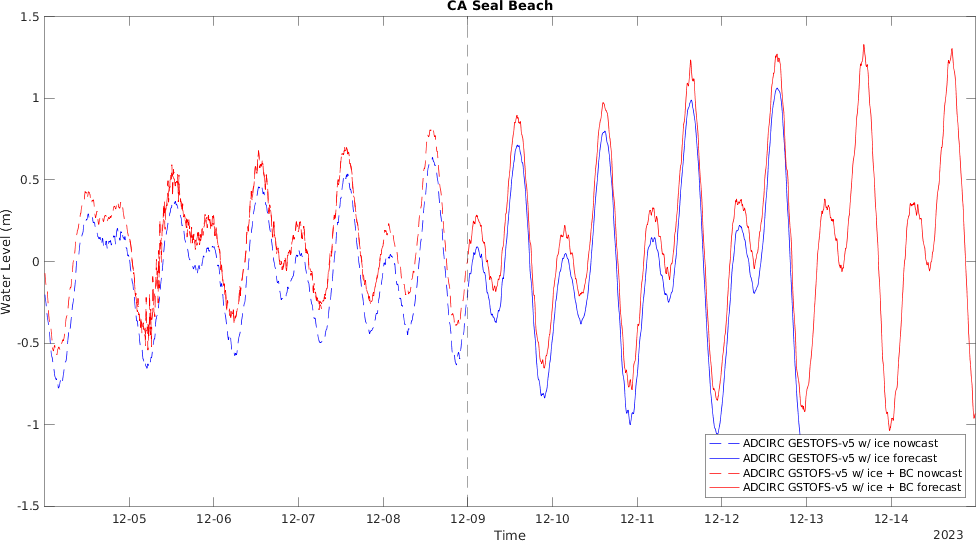 CA Seal Beach
1.5
1
0.5
0
-0.5
-1
-1.5
Water Level (m)
12-05
12-06
12-07
12-08
12-09
12-10
12-11
12-12
12-13
12-14
Time
2023
ADCIRC GESTOFS-v5 w/ ice nowcast
ADCIRC GESTOFS-v5 w/ ice forecast
ADCIRC GSTOFS-v5 w/ ice + BC nowcast
ADCIRC GSTOFS-v5 w/ ice + BC forecast